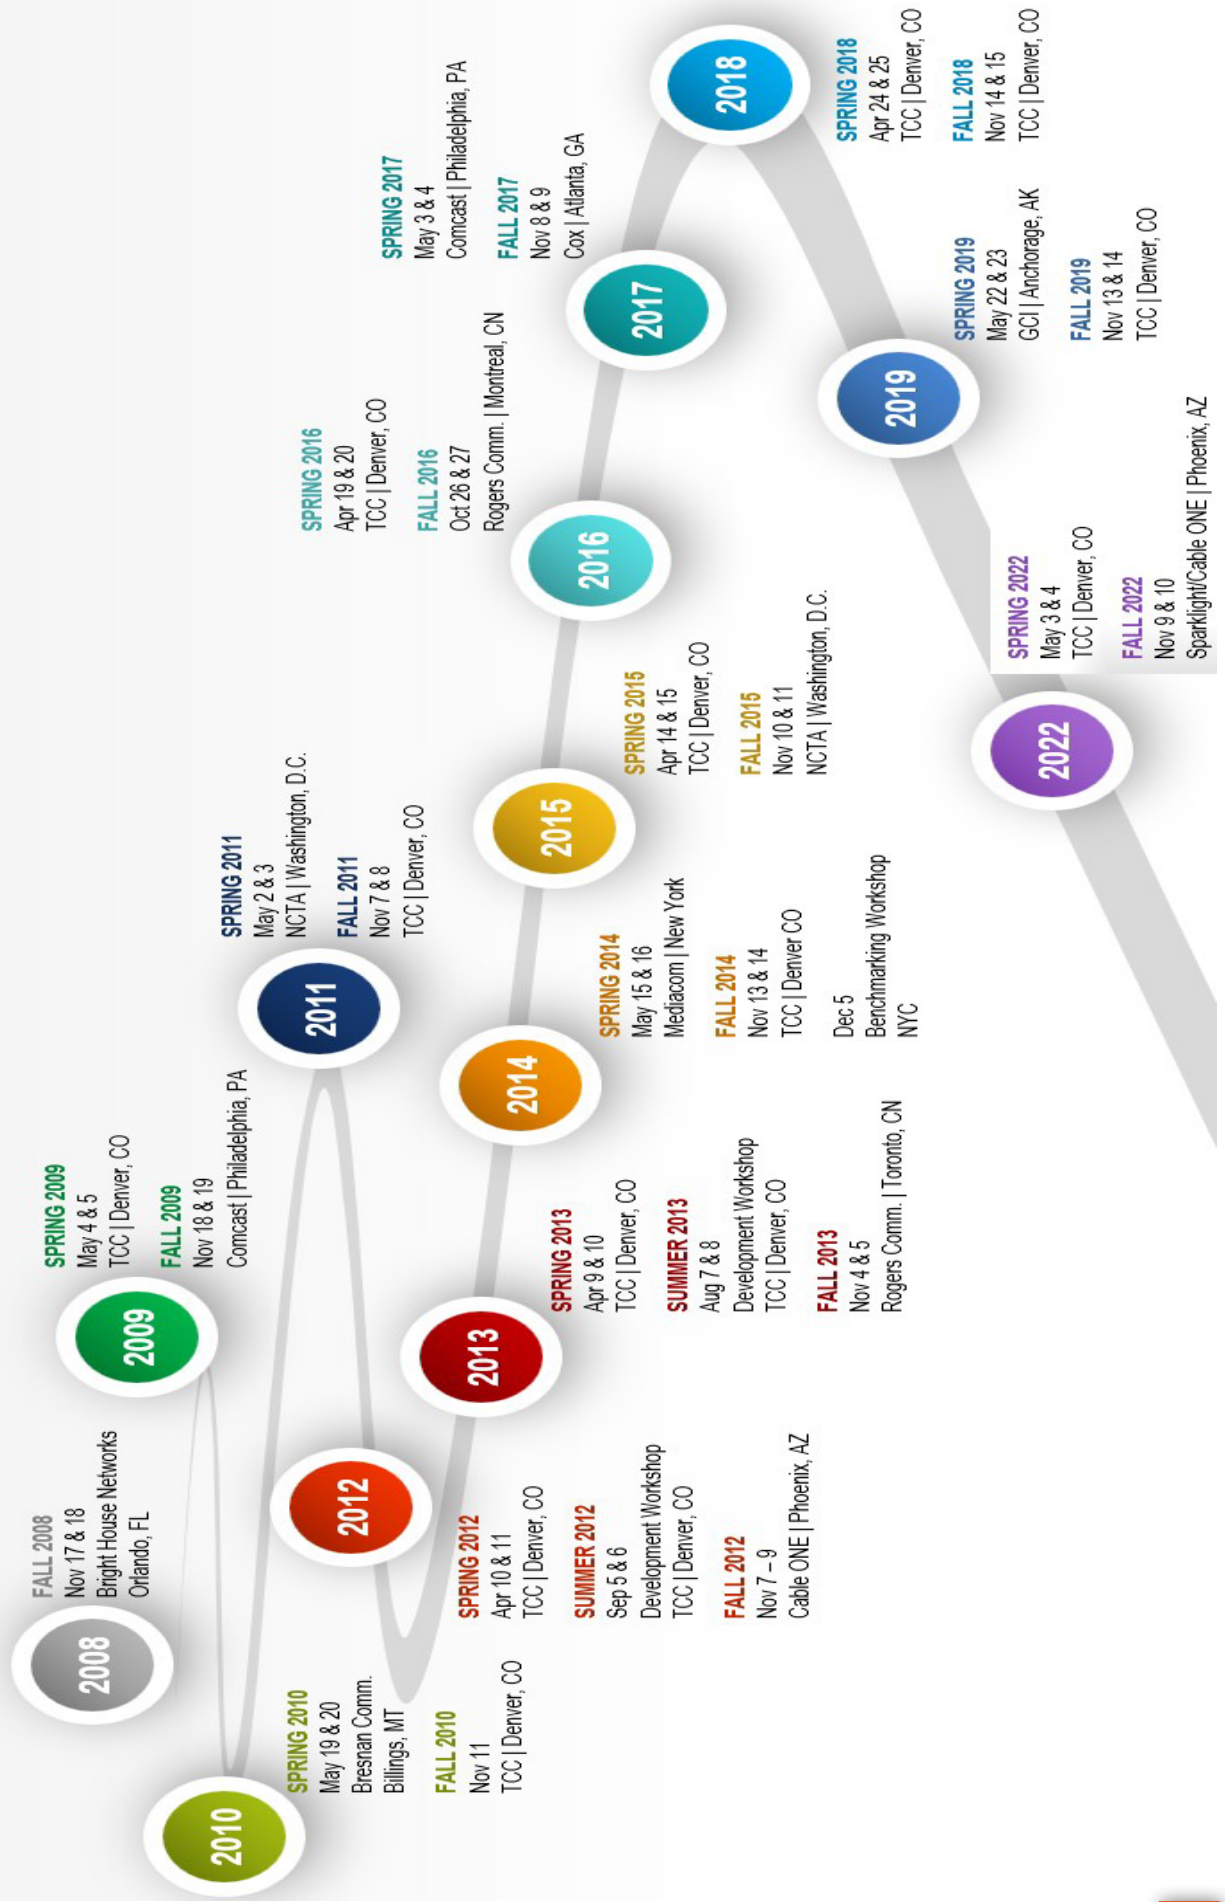 2008
FALL 2008
Nov 17 & 18
Bright House Networks
Orlando, FL
2009
SPRING 2009
May 4 & 5
TCC | Denver, CO
FALL 2009
Nov 18 & 19
Comcast | Philadelphia, PA
2010
SPRING 2010
May 19 & 20
Bresnan Comm.
Billings, MT
FALL 2010
Nov 11
TCC | Denver, CO
2011
SPRING 2011
May 2 & 3
NCTA | Washington, D.C.
FALL 2011
Nov 7 & 8
TCC | Denver, CO
2012
SPRING 2012
Apr 10 & 11
TCC | Denver, CO
SUMMER 2012
Sep 5 & 6
Development Workshop
TCC | Denver, CO
FALL 2012
Nov 7 – 9
Cable ONE | Phoenix, AZ
2013
SPRING 2013
Apr 9 & 10
TCC | Denver, CO
SUMMER 2013
Aug 7 & 8
Development Workshop
TCC | Denver, CO
FALL 2013
Nov 4 & 5
Rogers Comm. | Toronto, CN
2014
SPRING 2014
May 15 & 16
Mediacom | New York
FALL 2014
Nov 13 & 14
TCC | Denver CO
Dec 5
Benchmarking Workshop
NYC
2015
SPRING 2015
Apr 14 & 15
TCC | Denver, CO
FALL 2015
Nov 10 & 11
NCTA | Washington, D.C.
2016
SPRING 2016
Apr 19 & 20
TCC | Denver, CO
FALL 2016
Oct 26 & 27
Rogers Comm. | Montreal, CN
2017
SPRING 2017
May 3 & 4
Comcast | Philadelphia, PA
FALL 2017
Nov 8 & 9
Cox | Atlanta, GA
2018
SPRING 2018
Apr 24 & 25
TCC | Denver, CO
FALL 2018
Nov 14 & 15
TCC | Denver, CO
2019
SPRING 2019
May 22 & 23
GCI | Anchorage, AK
FALL 2019
Nov 13 & 14
TCC | Denver, CO
2022
SPRING 2022
May 3 & 4
TCC | Denver, CO
FALL 2022
Nov 9 & 10
Sparklight/Cable ONE | Phoenix, AZ